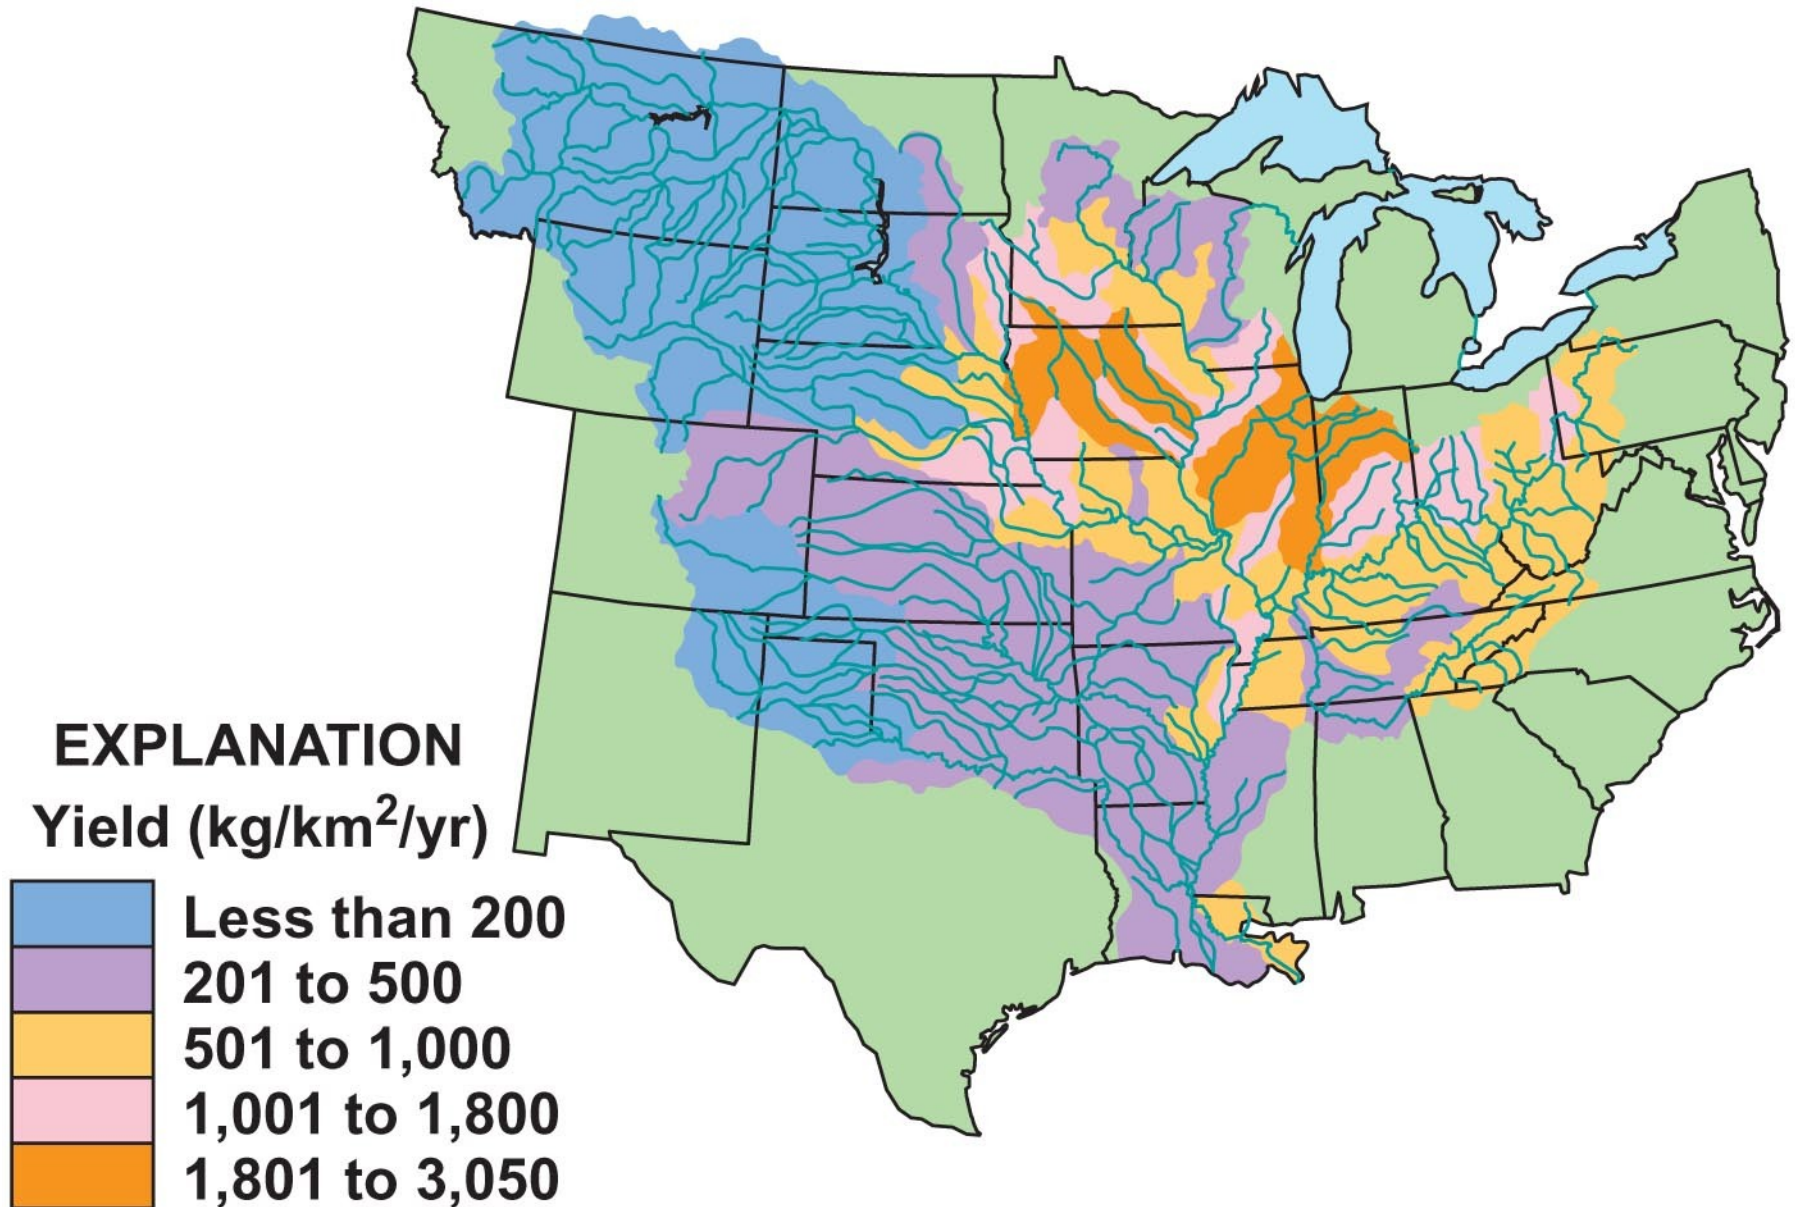 EXPLANATION
Yield (kg/km²/yr)
Less than 200
201 to 500
501 to 1,000
1,001 to 1,800
1,801 to 3,050